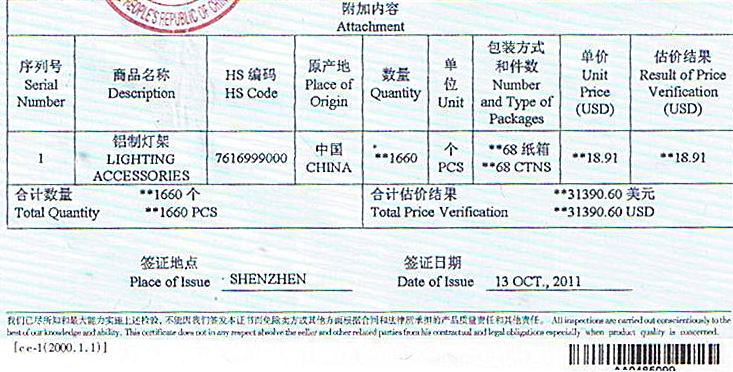 PEOPLE'S REPUBLIC OF CHINA
附加内容
Attachment
序列号
Serial
Number
商品名称
Description
HS 编码
HS Code
原产地
Place of
Origin
数量
Quantity
单
位
Unit
包装方式
和件数
Number
and Type of
Packages
单价
Unit
Price
(USD)
估价结果
Result of Price
Verification
(USD)
1
铝制灯架
LIGHTING
ACCESSORIES
7616999000
中国
CHINA
**1660
个
PCS
**68 纸箱
**68 CTNS
**18.91
**18.91
合计数量 **1660 个
Total Quantity **1660 PCS
合计估价结果 **31390.60 美元
Total Price Verification **31390.60 USD
签证地点
Place of Issue SHENZHEN
签证日期
Date of Issue 13 OCT., 2011
我们已尽所知和最大能力实施上述检验，不能因我们签发本证书而免除卖方或其他方面根据合同和法律所承担的产品质量责任和其他责任。 All inspections are carried out conscientiously to the
best of our knowledge and ability. This certificate does not in any respect absolve the seller and other related parties from his contractual and legal obligations especially when product quality is concerned.
[c e-1(2000.1.1)]